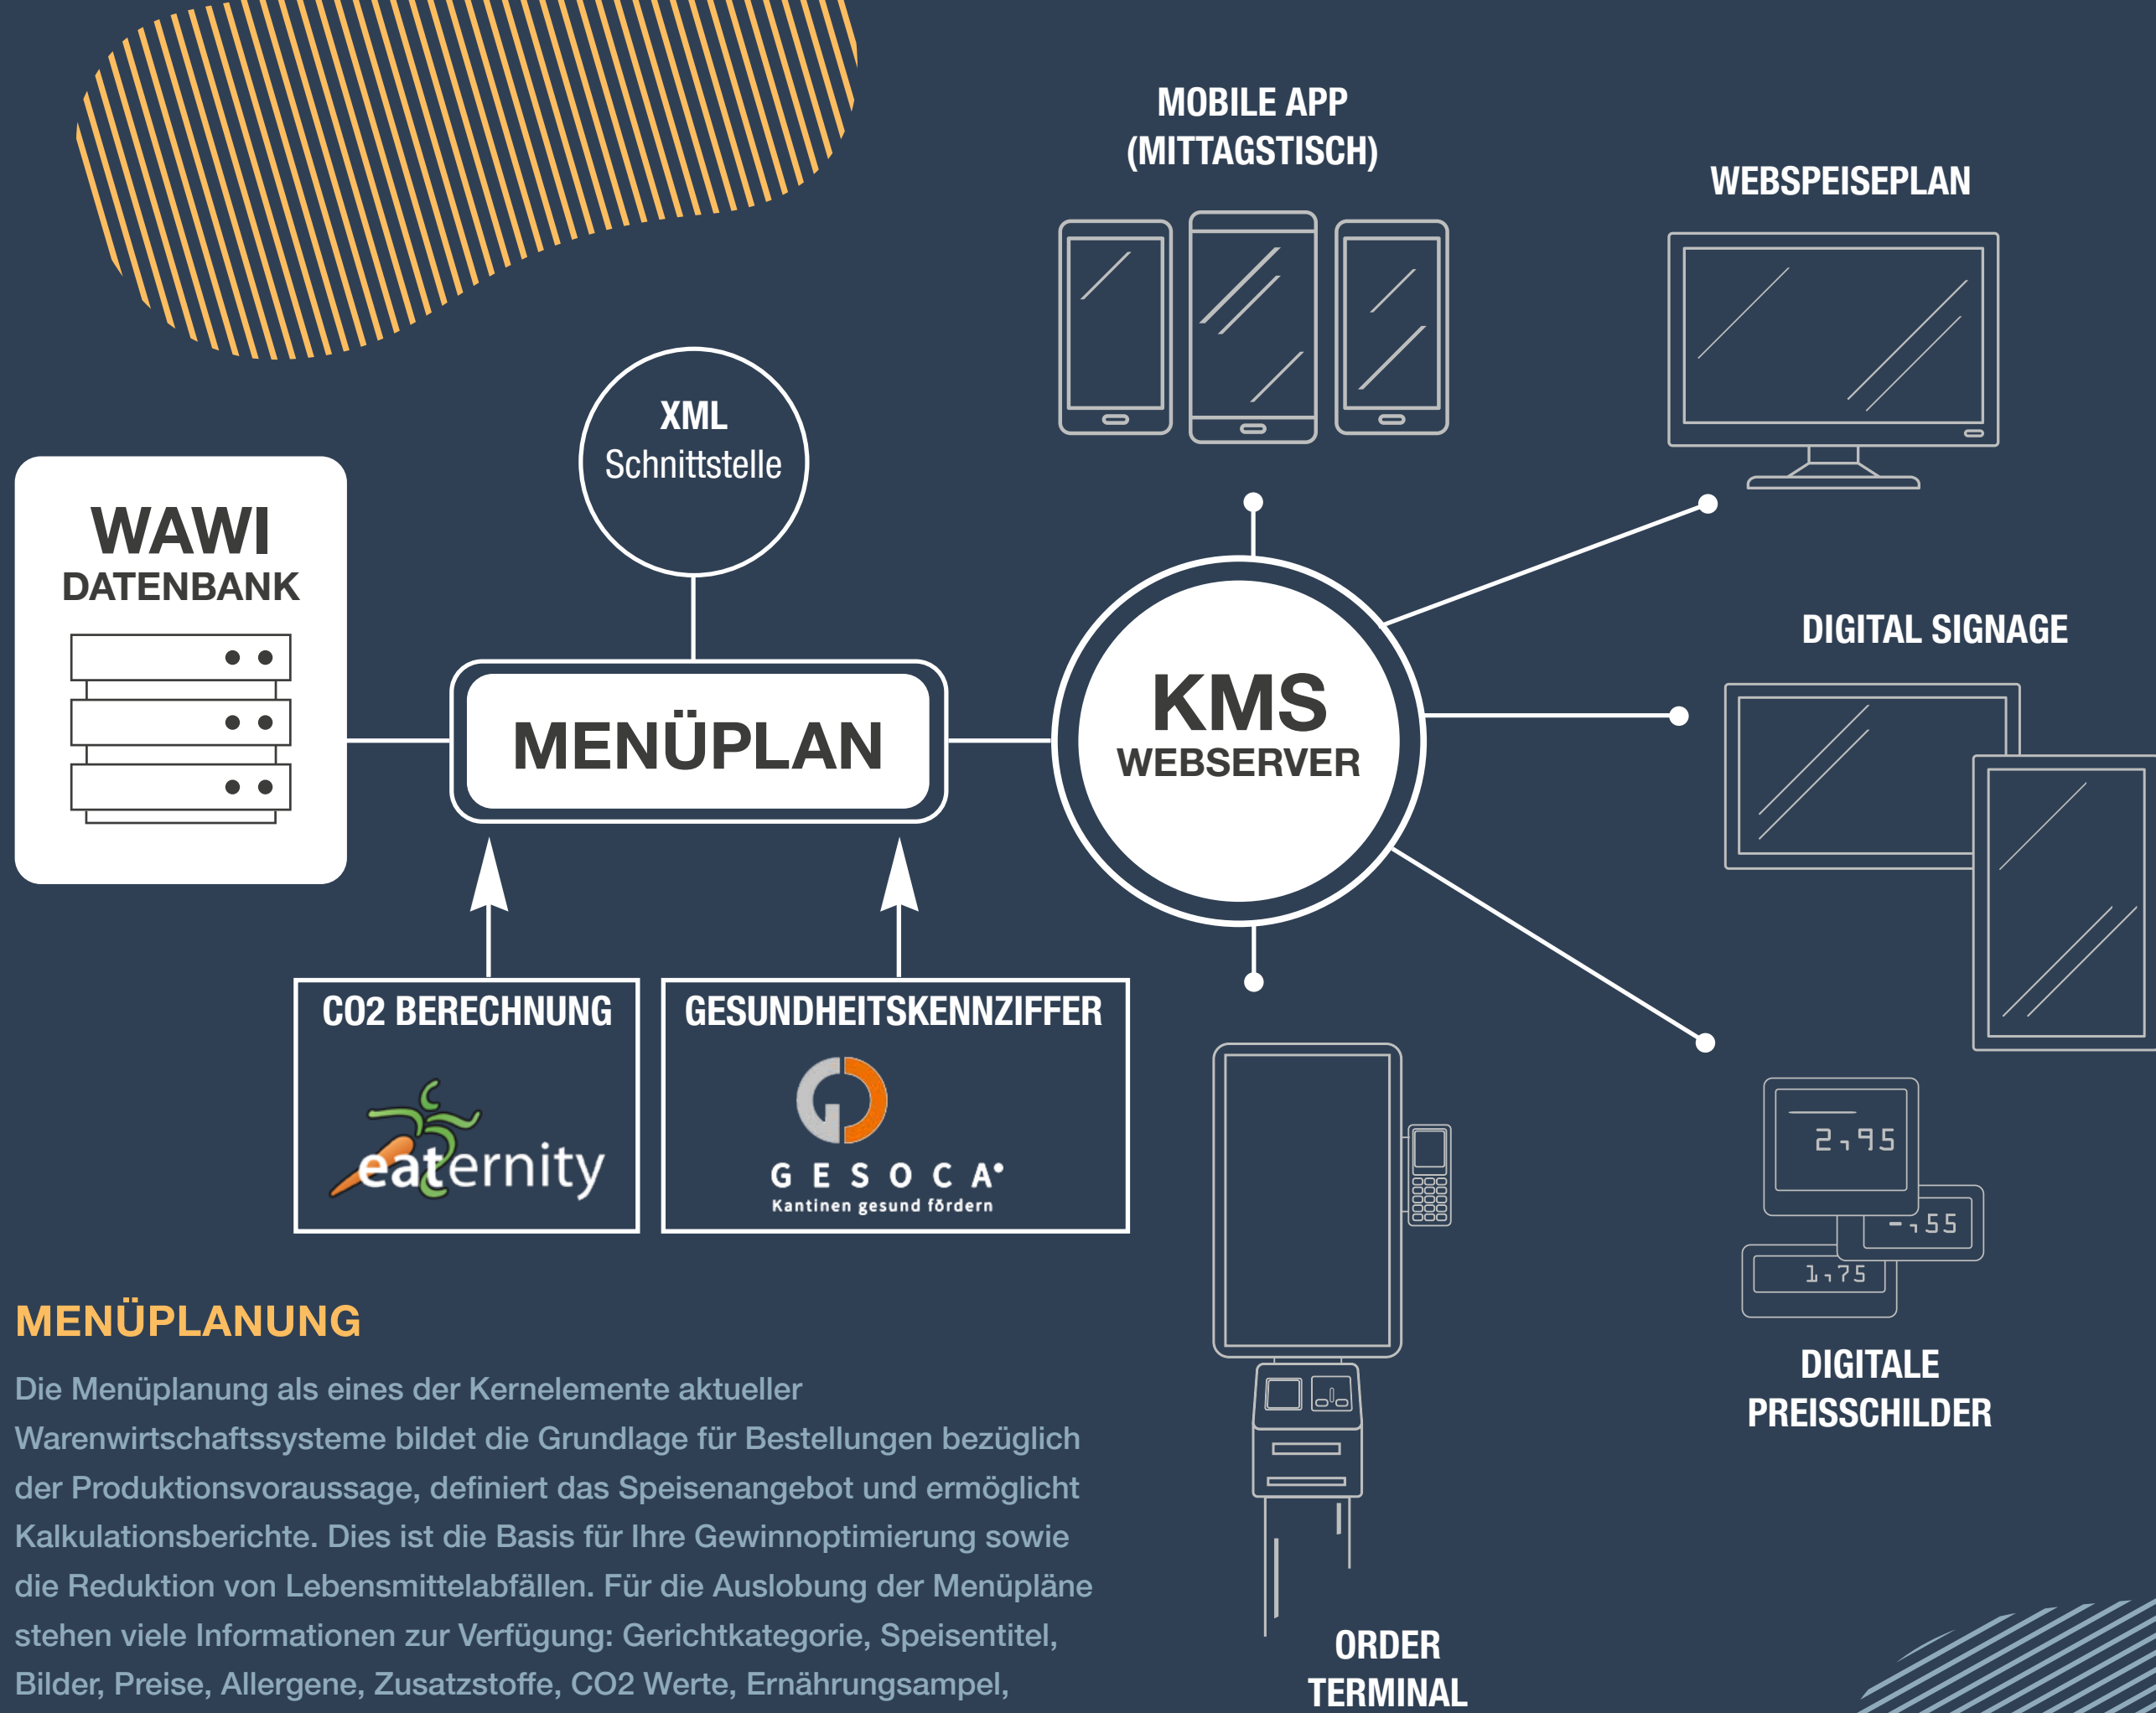 MOBILE APP
(MITTAGSTISCH)
WEBSPEISEPLAN
XML
Schnittstelle
WAWI
DATENBANK
DIGITAL SIGNAGE
MENÜPLAN
KMS
WEBSERVER
CO2 BERECHNUNG
eaternity
GESUNDHEITSKENNZIFFER
GESOCA
Kantinen gesund fördern
2,95
-,55
1,75
DIGITALE
PREISSCHILDER
MENÜPLANUNG
Die Menüplanung als eines der Kernelemente aktueller
Warenwirtschaftssysteme bildet die Grundlage für Bestellungen bezüglich
der Produktionsvoraussage, definiert das Speisenangebot und ermöglicht
Kalkulationsberichte. Dies ist die Basis für Ihre Gewinnoptimierung sowie
die Reduktion von Lebensmittelabfällen. Für die Auslobung der Menüpläne
stehen viele Informationen zur Verfügung: Gerichtkategorie, Speisentitel,
Bilder, Preise, Allergene, Zusatzstoffe, CO2 Werte, Ernährungsampel,
ORDER
TERMINAL